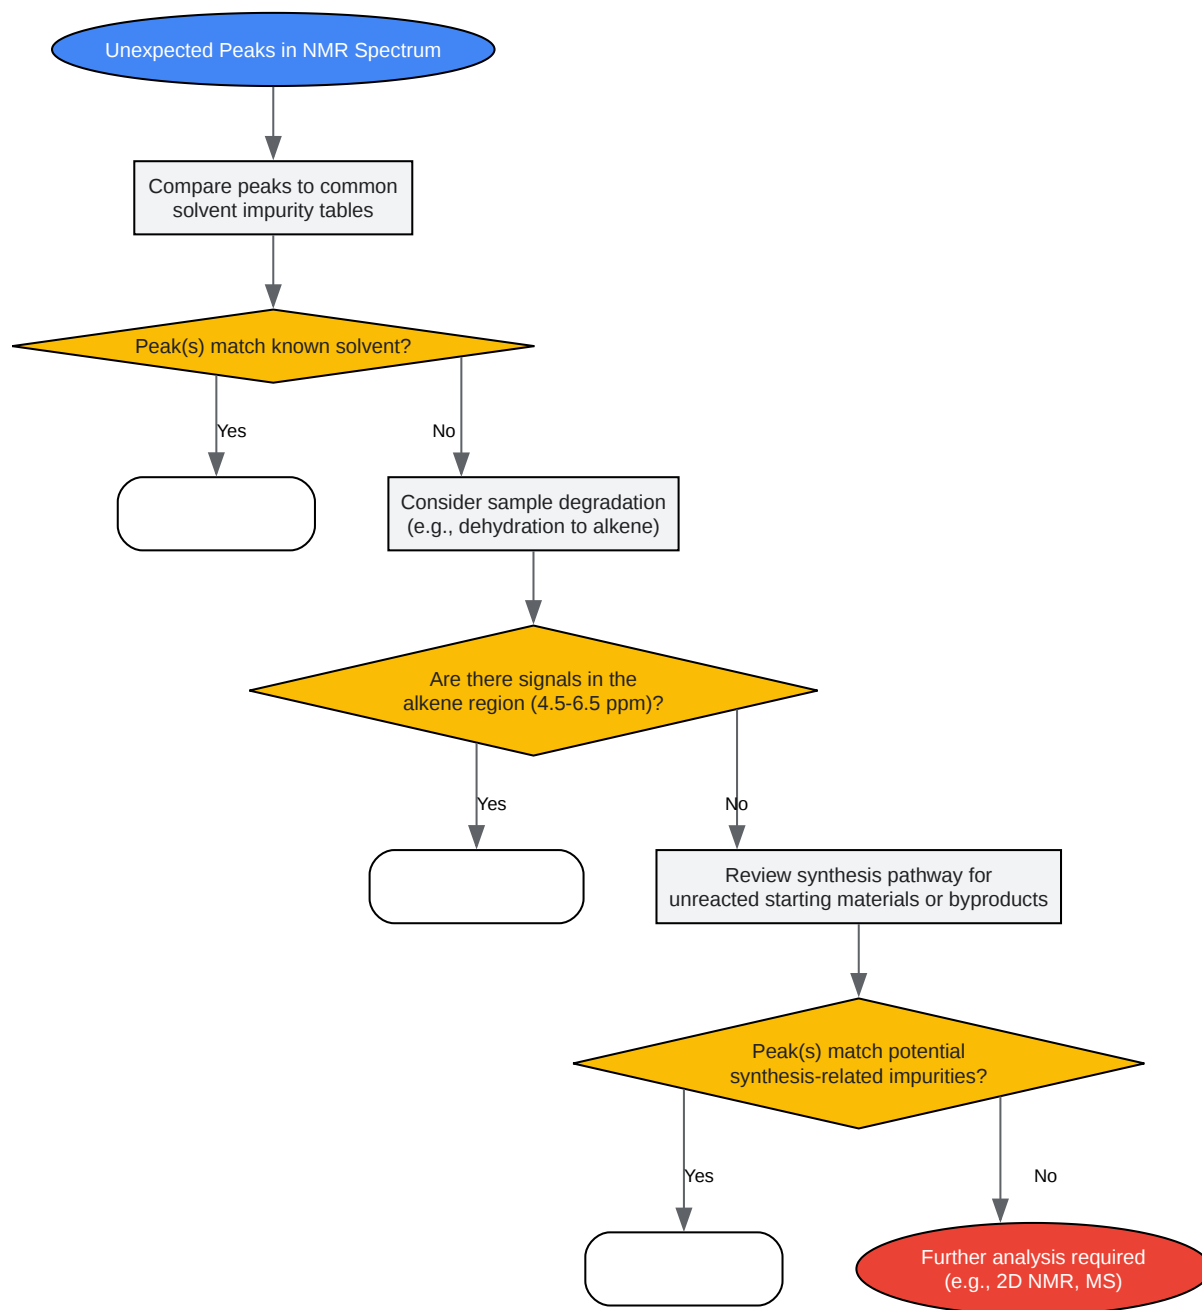 Unexpected Peaks in NMR Spectrum
Compare peaks to common
solvent impurity tables
Peak(s) match known solvent?
Yes
No
Consider sample degradation
(e.g., dehydration to alkene)
Are there signals in the
alkene region (4.5-6.5 ppm)?
Yes
No
Review synthesis pathway for
unreacted starting materials or byproducts
Peak(s) match potential
synthesis-related impurities?
Yes
No
Further analysis required
(e.g., 2D NMR, MS)